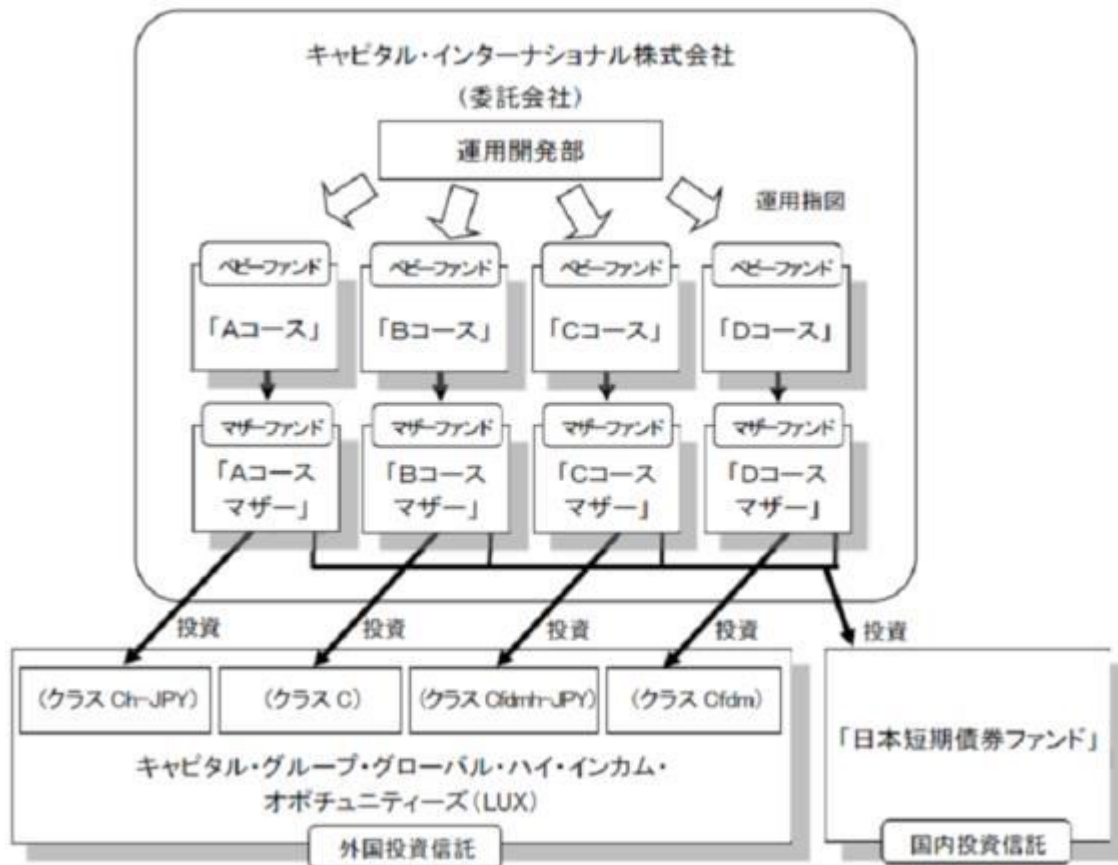 キャピタル・インターナショナル株式会社
(委託会社)
運用開発部
運用指図
ベビーファンド
ベビーファンド
ベビーファンド
ベビーファンド
「Aコース」
「Bコース」
「Cコース」
「Dコース」
マザーファンド
マザーファンド
マザーファンド
マザーファンド
「Aコース
マザー」
「Bコース
マザー」
「Cコース
マザー」
「Dコース
マザー」
投資
投資
投資
投資
投資
(クラス Ch-JPY)
(クラス C)
(クラス Cfdmh-JPY)
(クラス Cfdm)
キャピタル・グループ・グローバル・ハイ・インカム・
オポチュニティーズ(LUX)
外国投資信託
「日本短期債券ファンド」
国内投資信託